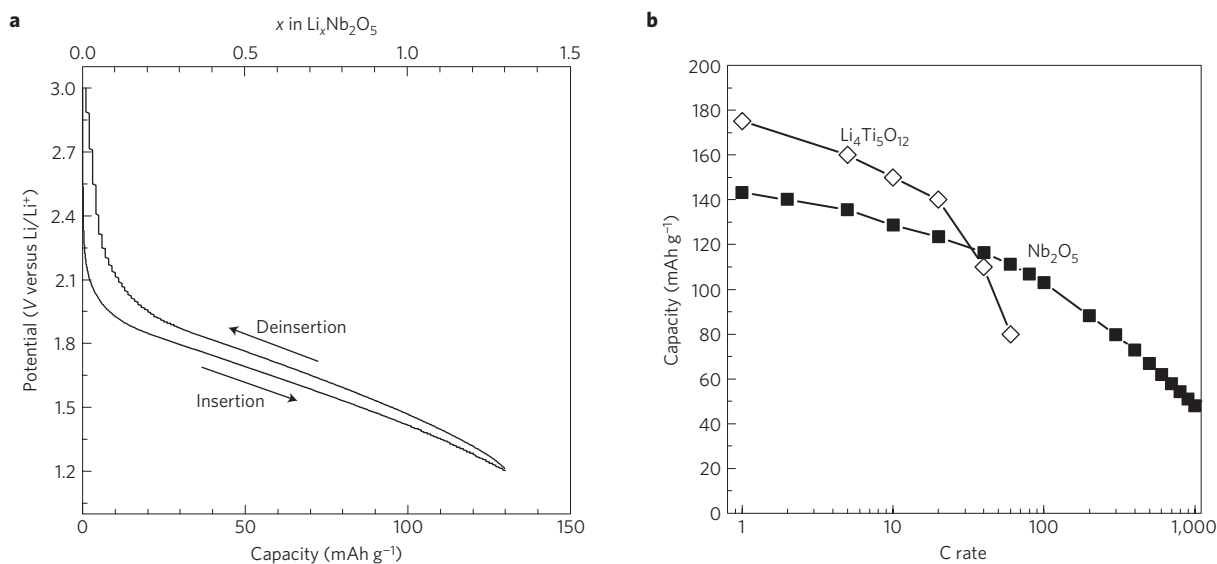 a
x in LiₓNb₂O₅
0.0 0.5 1.0 1.5
3.0
2.7
2.4
2.1
1.8
1.5
1.2
Potential (V versus Li/Li⁺)
Deinsertion
Insertion
0 50 100 150
Capacity (mAh g⁻¹)
b
200
180
160
140
120
100
80
60
40
20
0
Capacity (mAh g⁻¹)
Li₄Ti₅O₁₂
Nb₂O₅
1 10 100 1,000
C rate